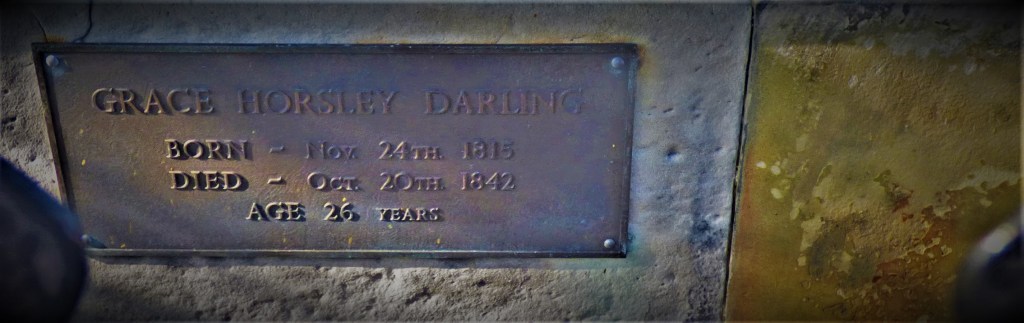 GRACE HORSLEY DARLING
BORN ~ NOV. 24TH. 1815
DIED ~ OCT. 20TH. 1842
AGE 26 YEARS